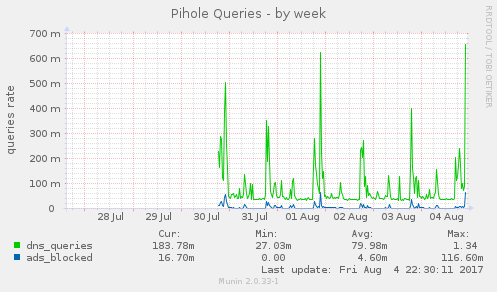 Pihole Queries - by week
RRDTOOL / TOBI OETIKER
queries rate
700 m
600 m
500 m
400 m
300 m
200 m
100 m
0
28 Jul 29 Jul 30 Jul 31 Jul 01 Aug 02 Aug 03 Aug 04 Aug
Cur: Min: Avg: Max:
dns_queries 183.78m 27.03m 79.98m 1.34
ads_blocked 16.70m 0.00 4.60m 116.60m
Last update: Fri Aug 4 22:30:11 2017
Munin 2.0.33-1